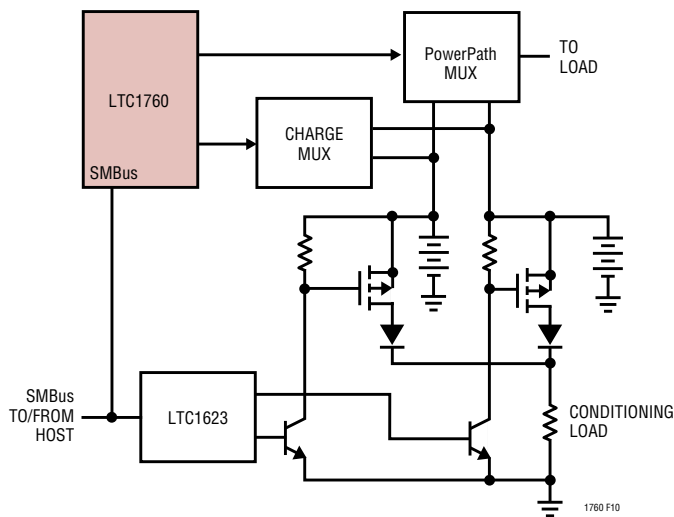 LTC1760
SMBus
PowerPath
MUX
TO
LOAD
CHARGE
MUX
SMBus
TO/FROM
HOST
LTC1623
CONDITIONING
LOAD
1760 F10